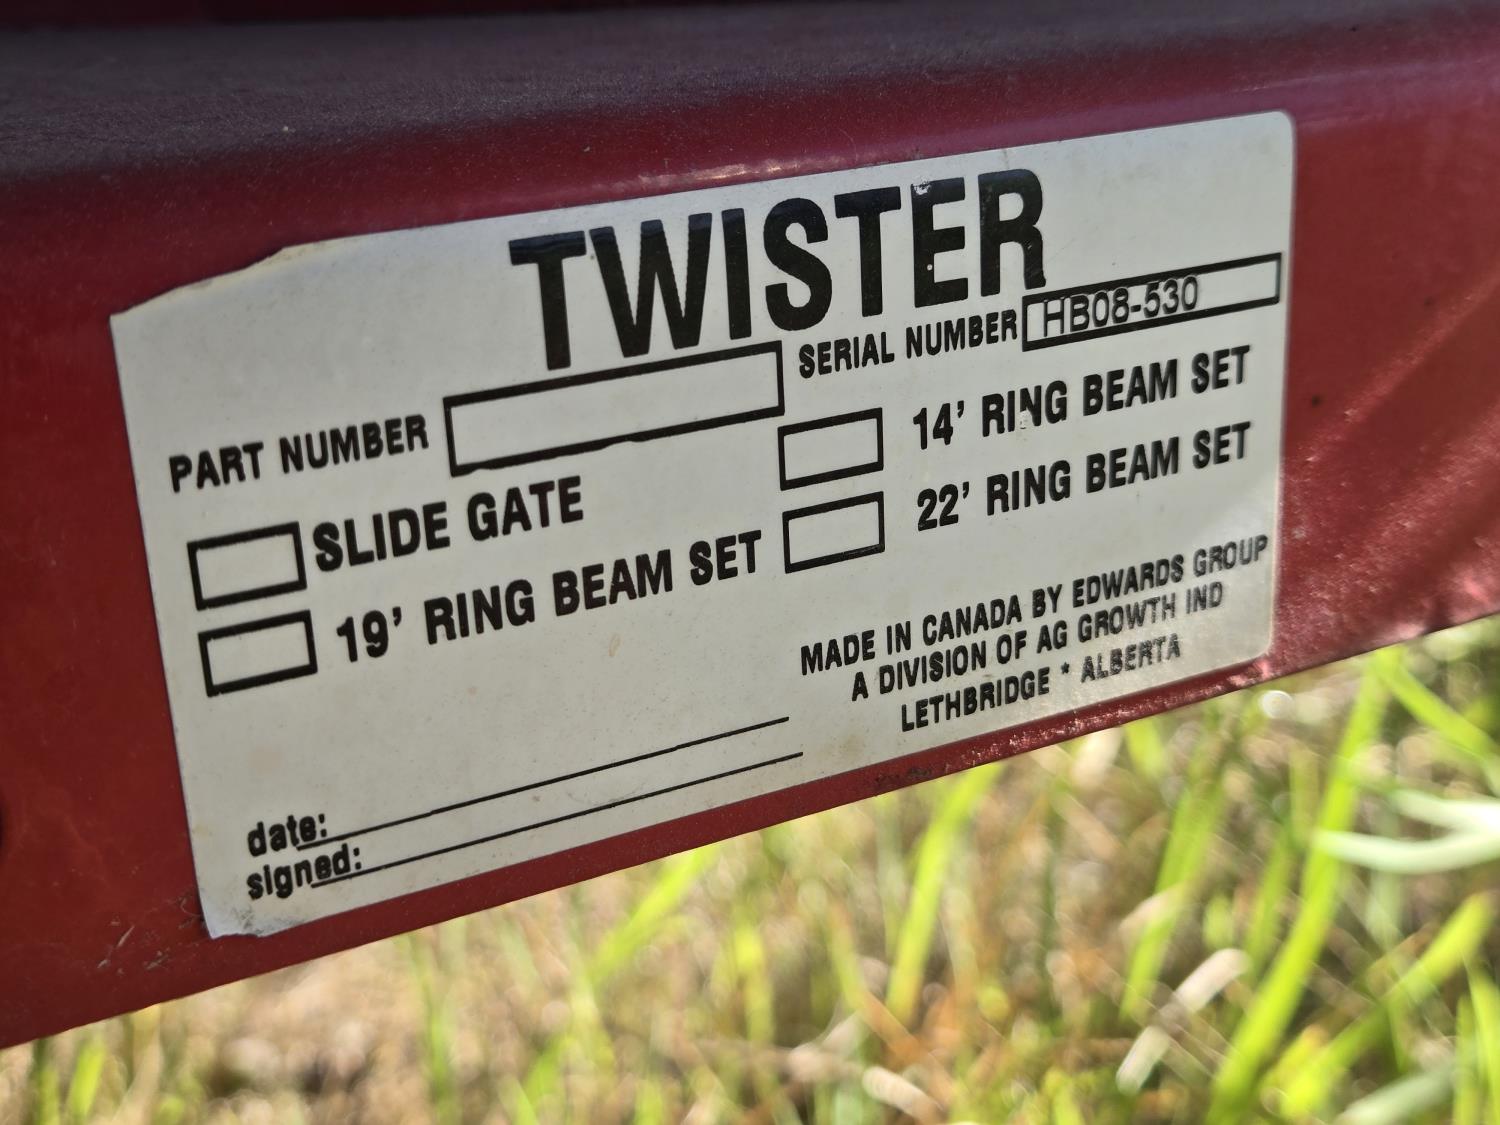 TWISTER
SERIAL NUMBER HB08-530
PART NUMBER
14' RING BEAM SET
SLIDE GATE
22' RING BEAM SET
19' RING BEAM SET
MADE IN CANADA BY EDWARDS GROUP
A DIVISION OF AG GROWTH IND
LETHBRIDGE * ALBERTA
date:
signed: